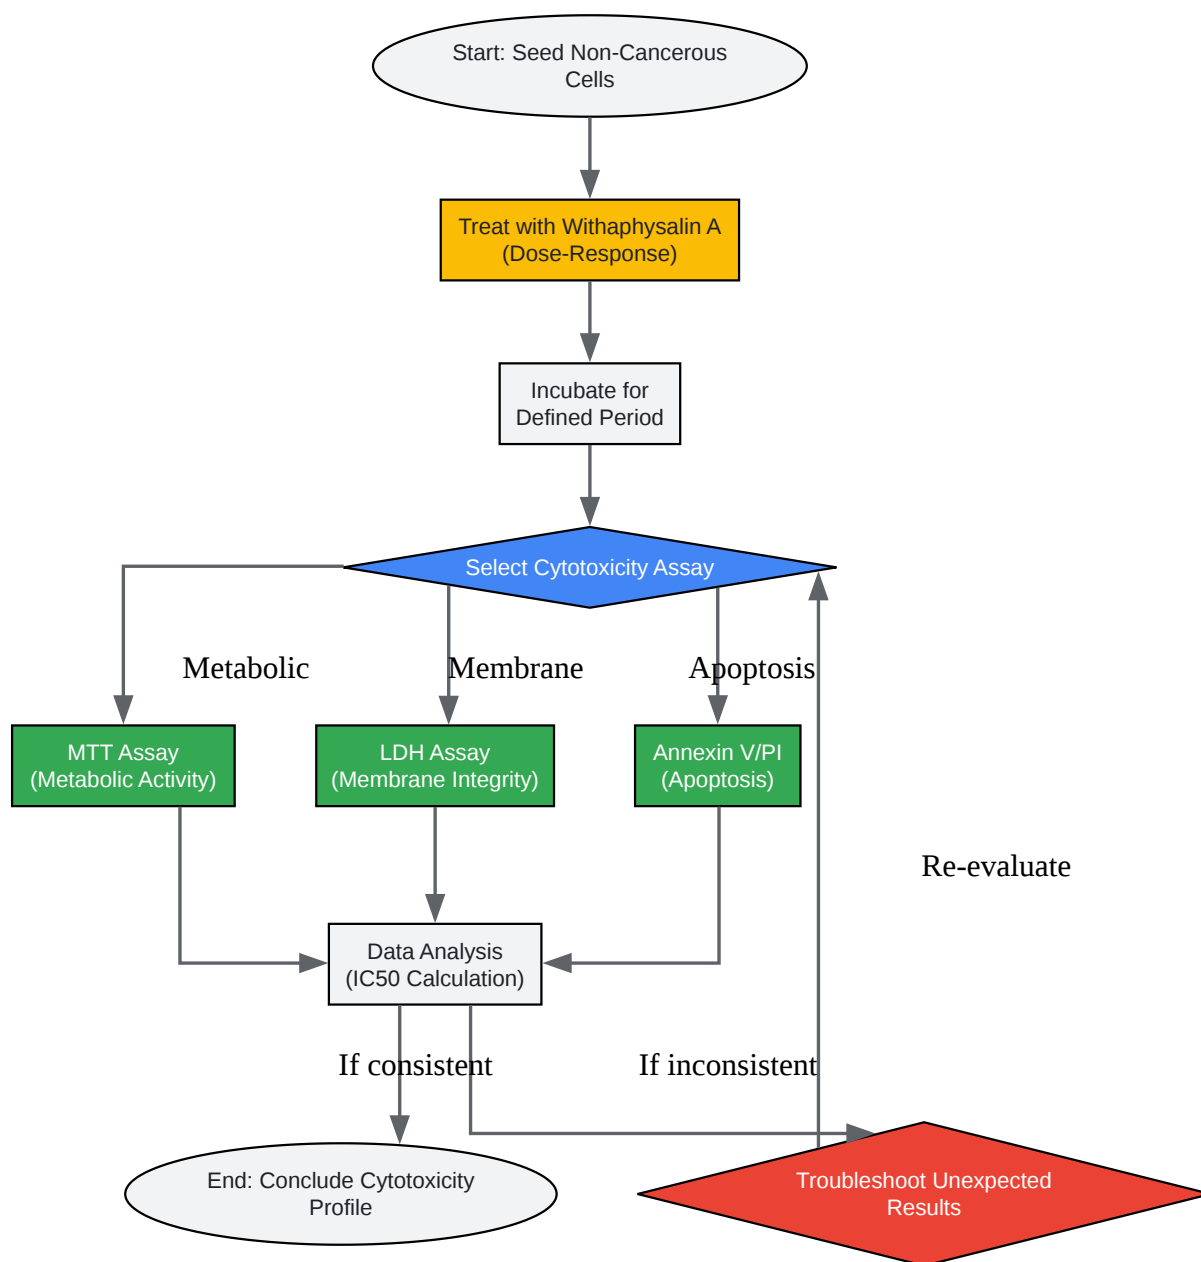 Start: Seed Non-Cancerous
Cells
Treat with Withaphysalin A
(Dose-Response)
Incubate for
Defined Period
Select Cytotoxicity Assay
Metabolic
Membrane
Apoptosis
MTT Assay
(Metabolic Activity)
LDH Assay
(Membrane Integrity)
Annexin V/PI
(Apoptosis)
Re-evaluate
Data Analysis
(IC50 Calculation)
If consistent
If inconsistent
End: Conclude Cytotoxicity
Profile
Troubleshoot Unexpected
Results